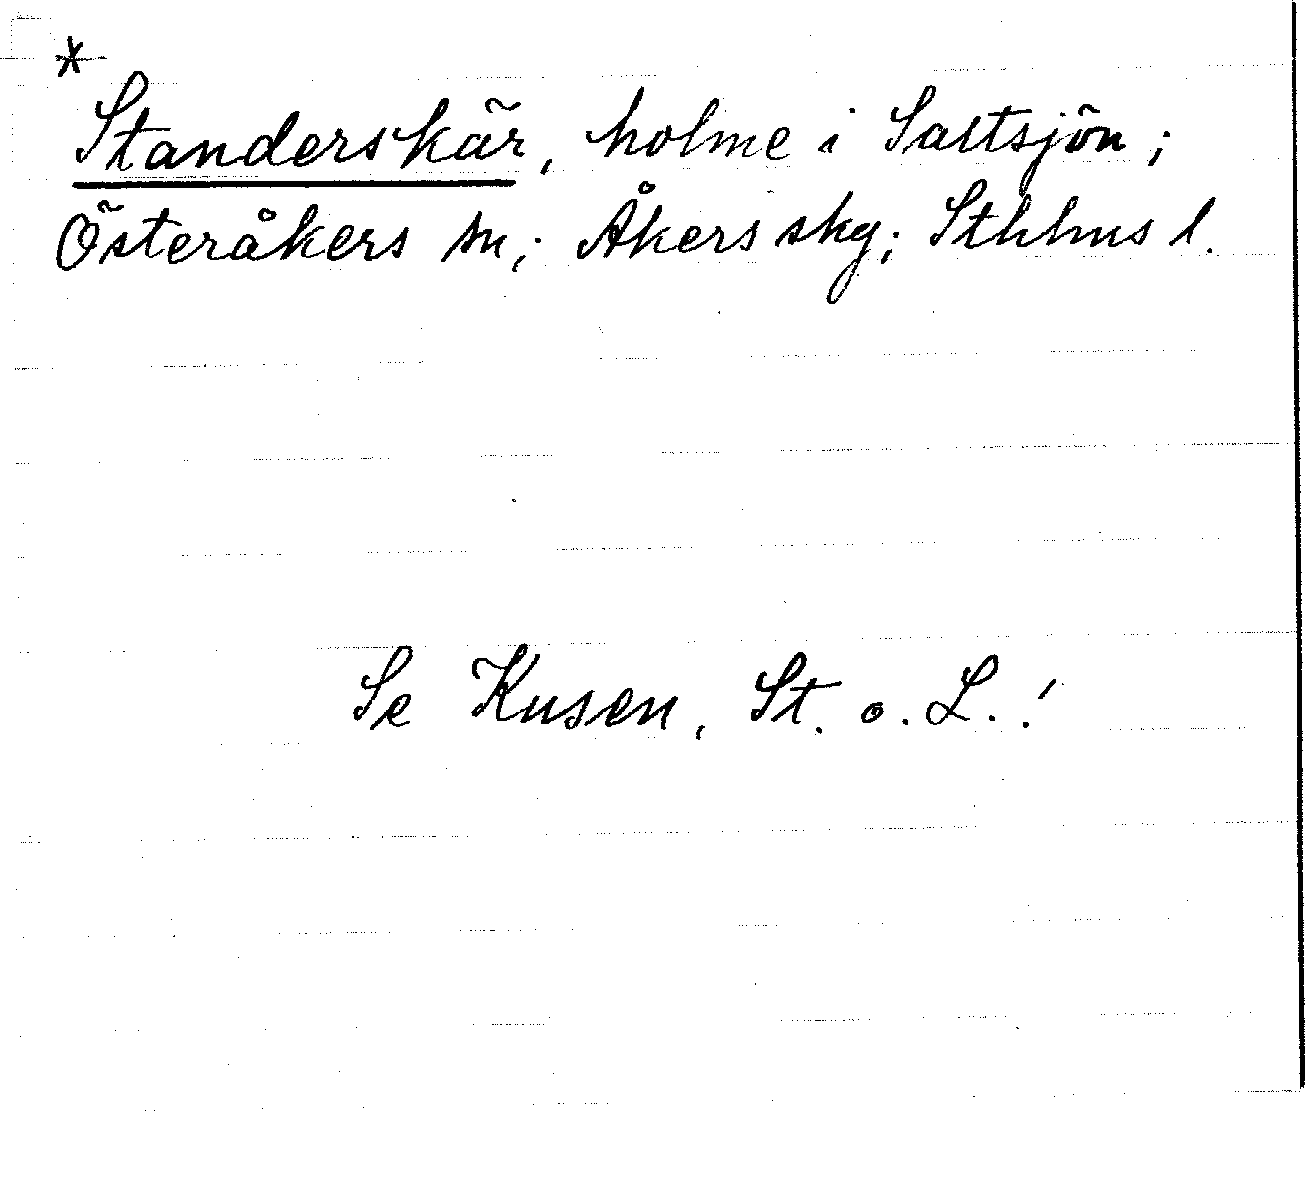 *
Standerskär, holme i Saltsjön;
Österåkers sn; Åkers skg; Sthlms l.
Se Kusen, St. o. L.!